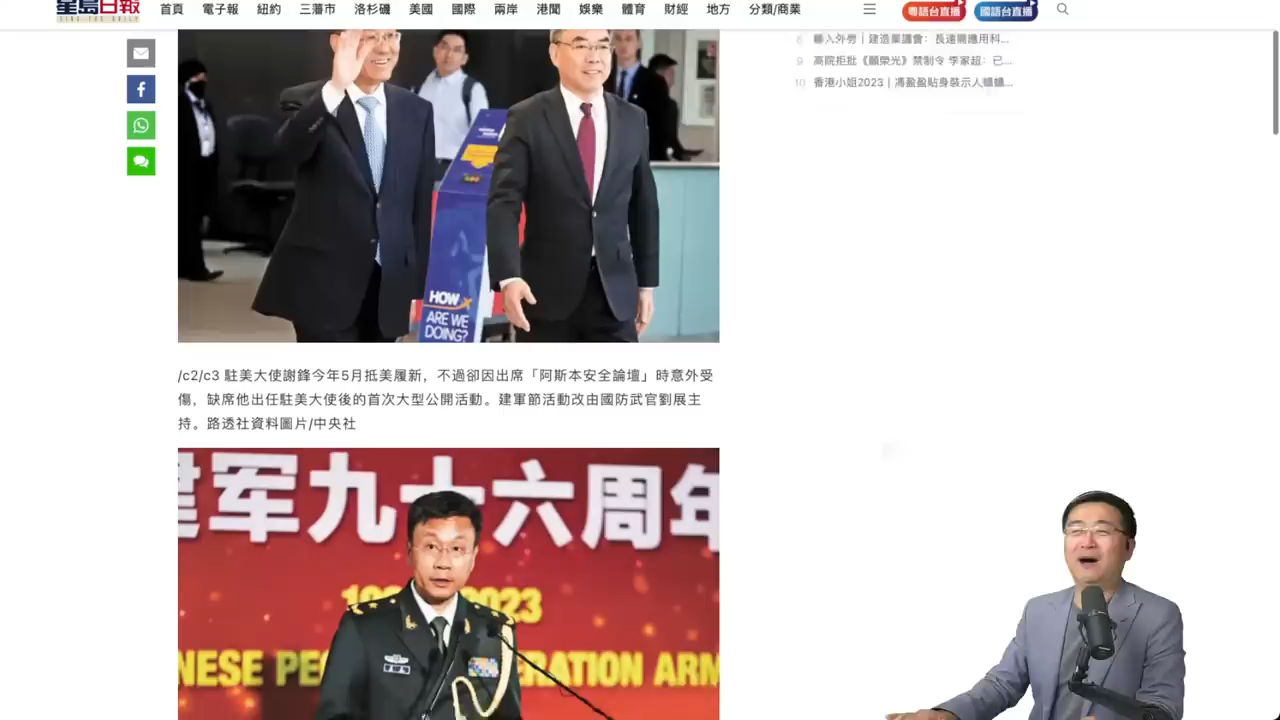 星島日報
SING TAO DAILY
首頁 電子報 紐約 三藩市 洛杉磯 美國 國際 兩岸 港聞 娛樂 體育 財經 地方 分類/商業
粵語台直播 國語台直播
8
9 高院拒批《願榮光》禁制令 李家超：已...
10 香港小姐2023｜馮盈盈貼身裝示人
HOW
ARE WE
DOING?
/c2/c3 駐美大使謝鋒今年5月抵美履新，不過卻因出席「阿斯本安全論壇」時意外受
傷，缺席他出任駐美大使後的首次大型公開活動。建軍節活動改由國防武官劉展主
持。路透社資料圖片/中央社
建军九十六周年
NESE PE ERATION ARM